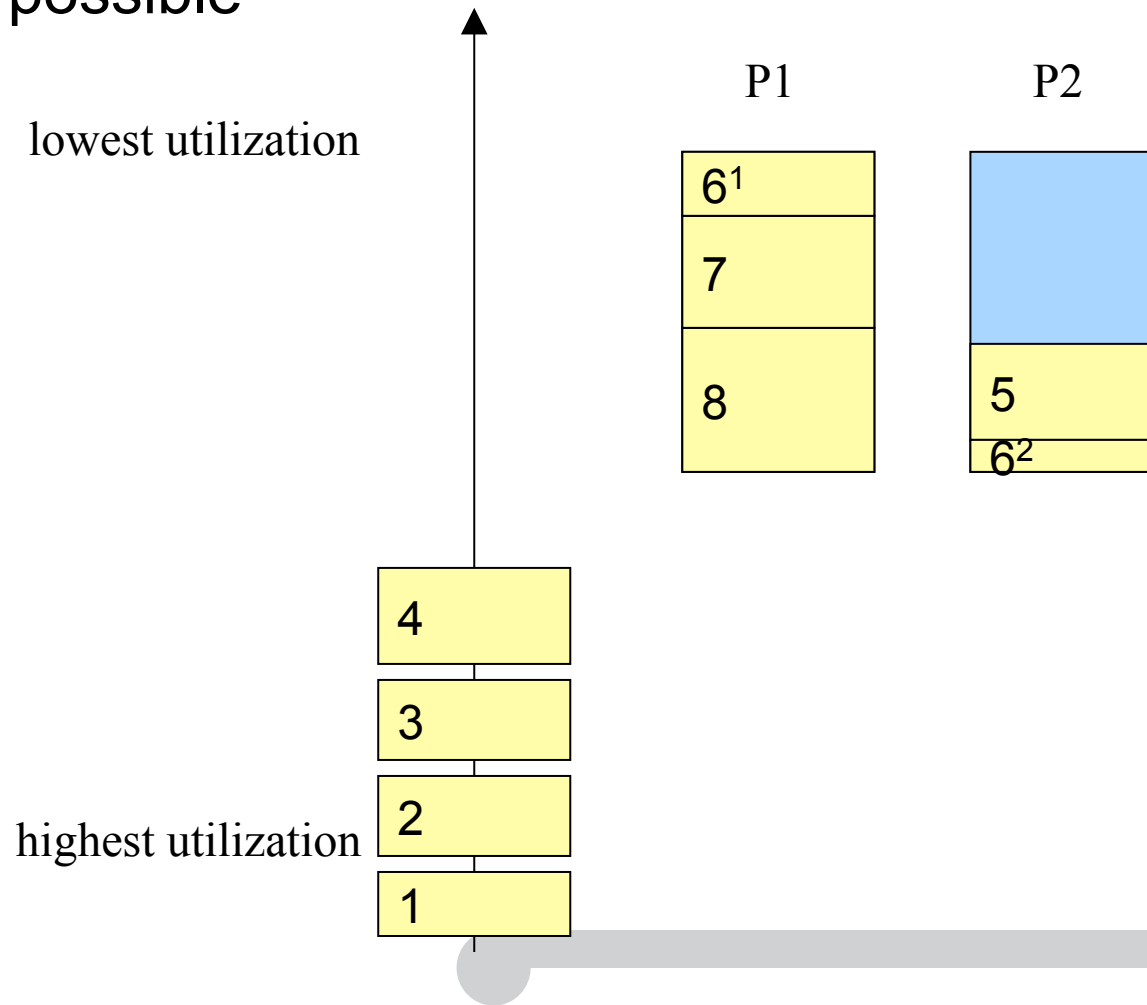 possible
P1
P2
lowest utilization
6¹
7
8
5
6²
4
3
2
highest utilization
1